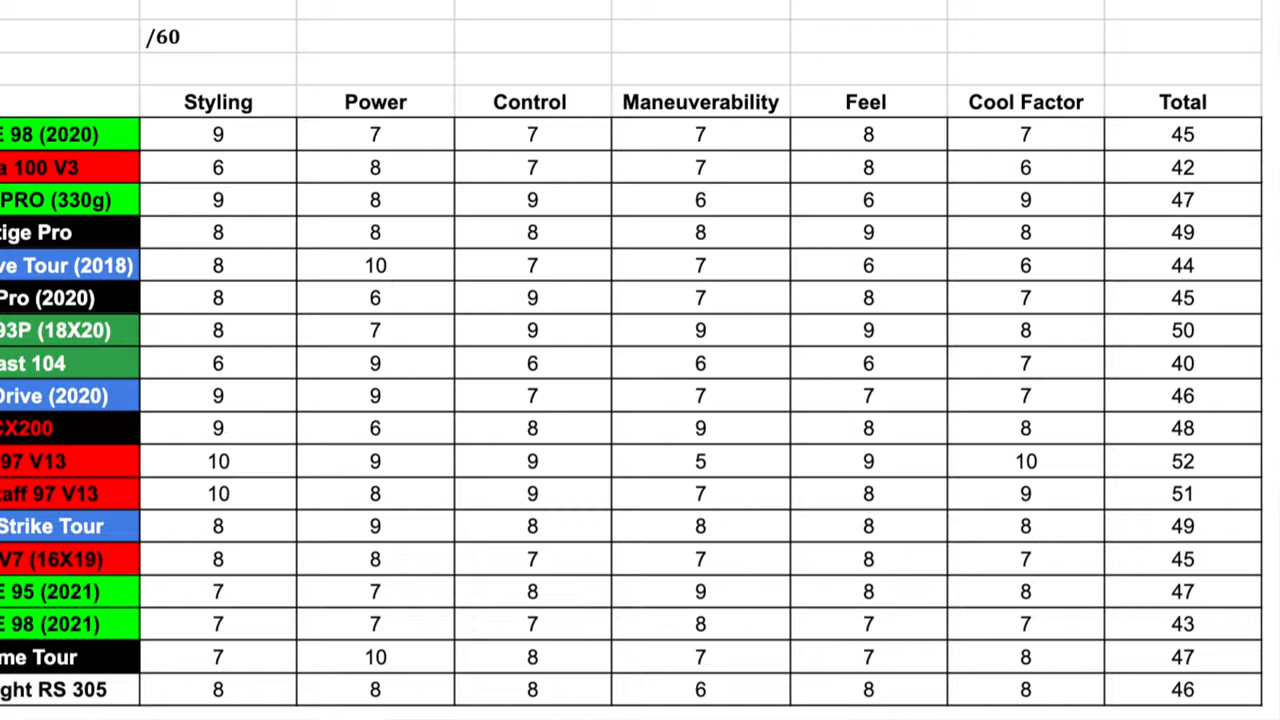 /60
Styling Power Control Maneuverability Feel Cool Factor Total
E 98 (2020) 9 7 7 7 8 7 45
a 100 V3 6 8 7 7 8 6 42
PRO (330g) 9 8 9 6 6 9 47
tige Pro 8 8 8 8 9 8 49
ve Tour (2018) 8 10 7 7 6 6 44
Pro (2020) 8 6 9 7 8 7 45
93P (18X20) 8 7 9 9 9 8 50
ast 104 6 9 6 6 6 7 40
Drive (2020) 9 9 7 7 7 7 46
CX200 9 6 8 9 8 8 48
97 V13 10 9 9 5 9 10 52
taff 97 V13 10 8 9 7 8 9 51
Strike Tour 8 9 8 8 8 8 49
V7 (16X19) 8 8 7 7 8 7 45
E 95 (2021) 7 7 8 9 8 8 47
E 98 (2021) 7 7 7 8 7 7 43
me Tour 7 10 8 7 7 8 47
ght RS 305 8 8 8 6 8 8 46